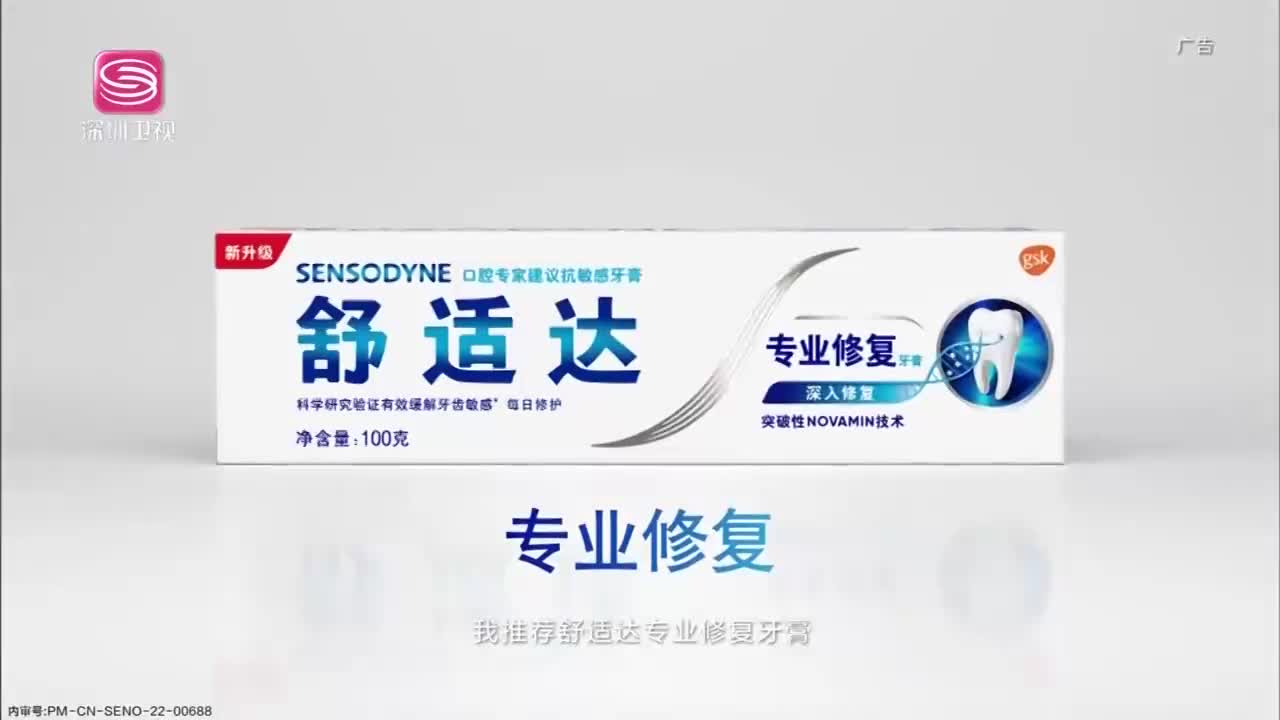 深圳卫视
广告
新升级
SENSODYNE 口腔专家建议抗敏感牙膏
gsk
舒适达
科学研究验证有效缓解牙齿敏感* 每日修护
净含量：100克
专业修复牙膏
深入修复
突破性NOVAMIN技术
专业修复
我推荐舒适达专业修复牙膏
内审号:PM-CN-SENO-22-00688